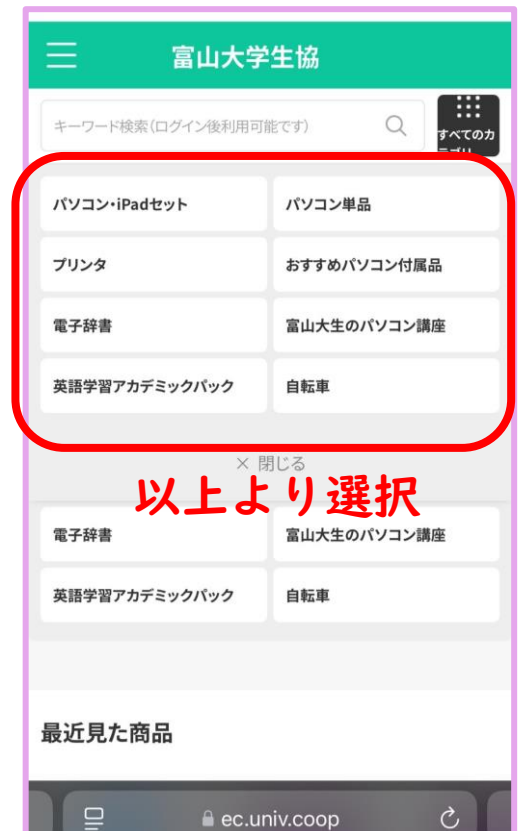 富山大学生協
キーワード検索(ログイン後利用可能です)
すべてのカ
パソコン・iPadセット
パソコン単品
プリンタ
おすすめパソコン付属品
電子辞書
富山大生のパソコン講座
英語学習アカデミックパック
自転車
× 閉じる
以上より選択
電子辞書
富山大生のパソコン講座
英語学習アカデミックパック
自転車
最近見た商品
ec.univ.coop